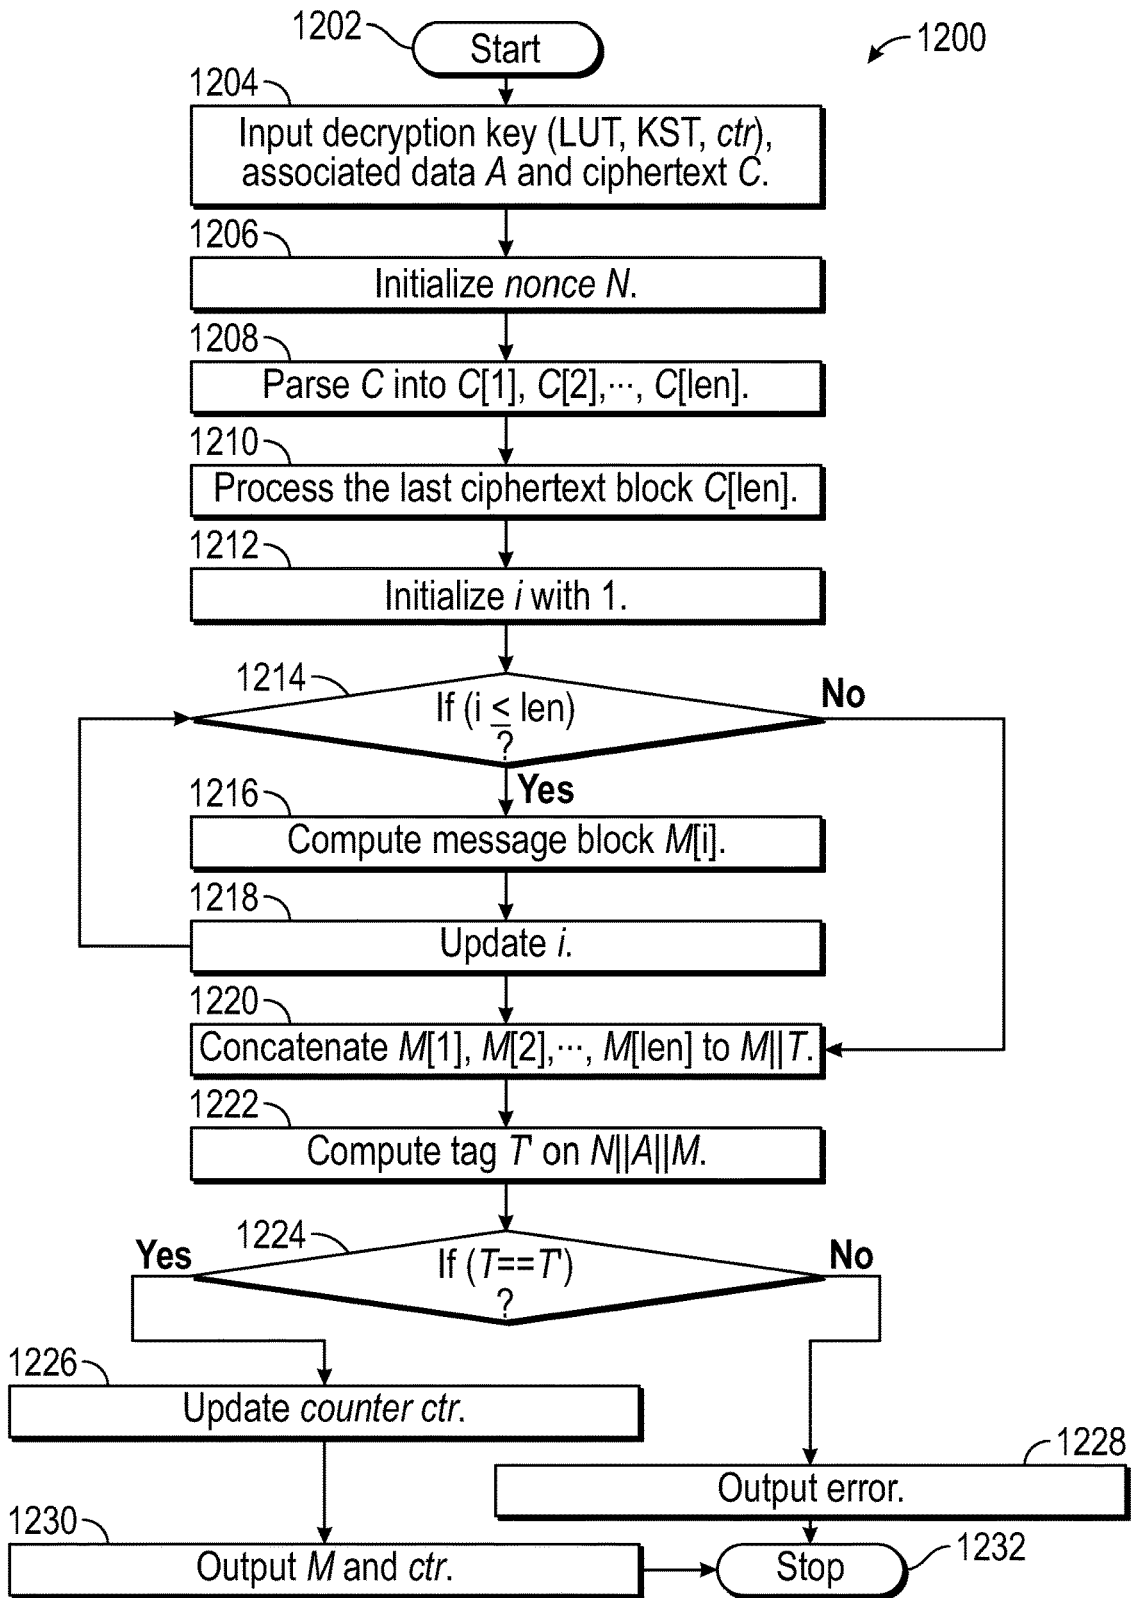 1202
Start
1200
1204
Input decryption key (LUT, KST, ctr),
associated data A and ciphertext C.
1206
Initialize nonce N.
1208
Parse C into C[1], C[2],···, C[len].
1210
Process the last ciphertext block C[len].
1212
Initialize i with 1.
1214
If (i ≤ len)
?
No
Yes
1216
Compute message block M[i].
1218
Update i.
1220
Concatenate M[1], M[2],···, M[len] to M||T.
1222
Compute tag T' on N||A||M.
1224
Yes
If (T==T')
?
No
1226
Update counter ctr.
1228
Output error.
1230
Output M and ctr.
Stop
1232